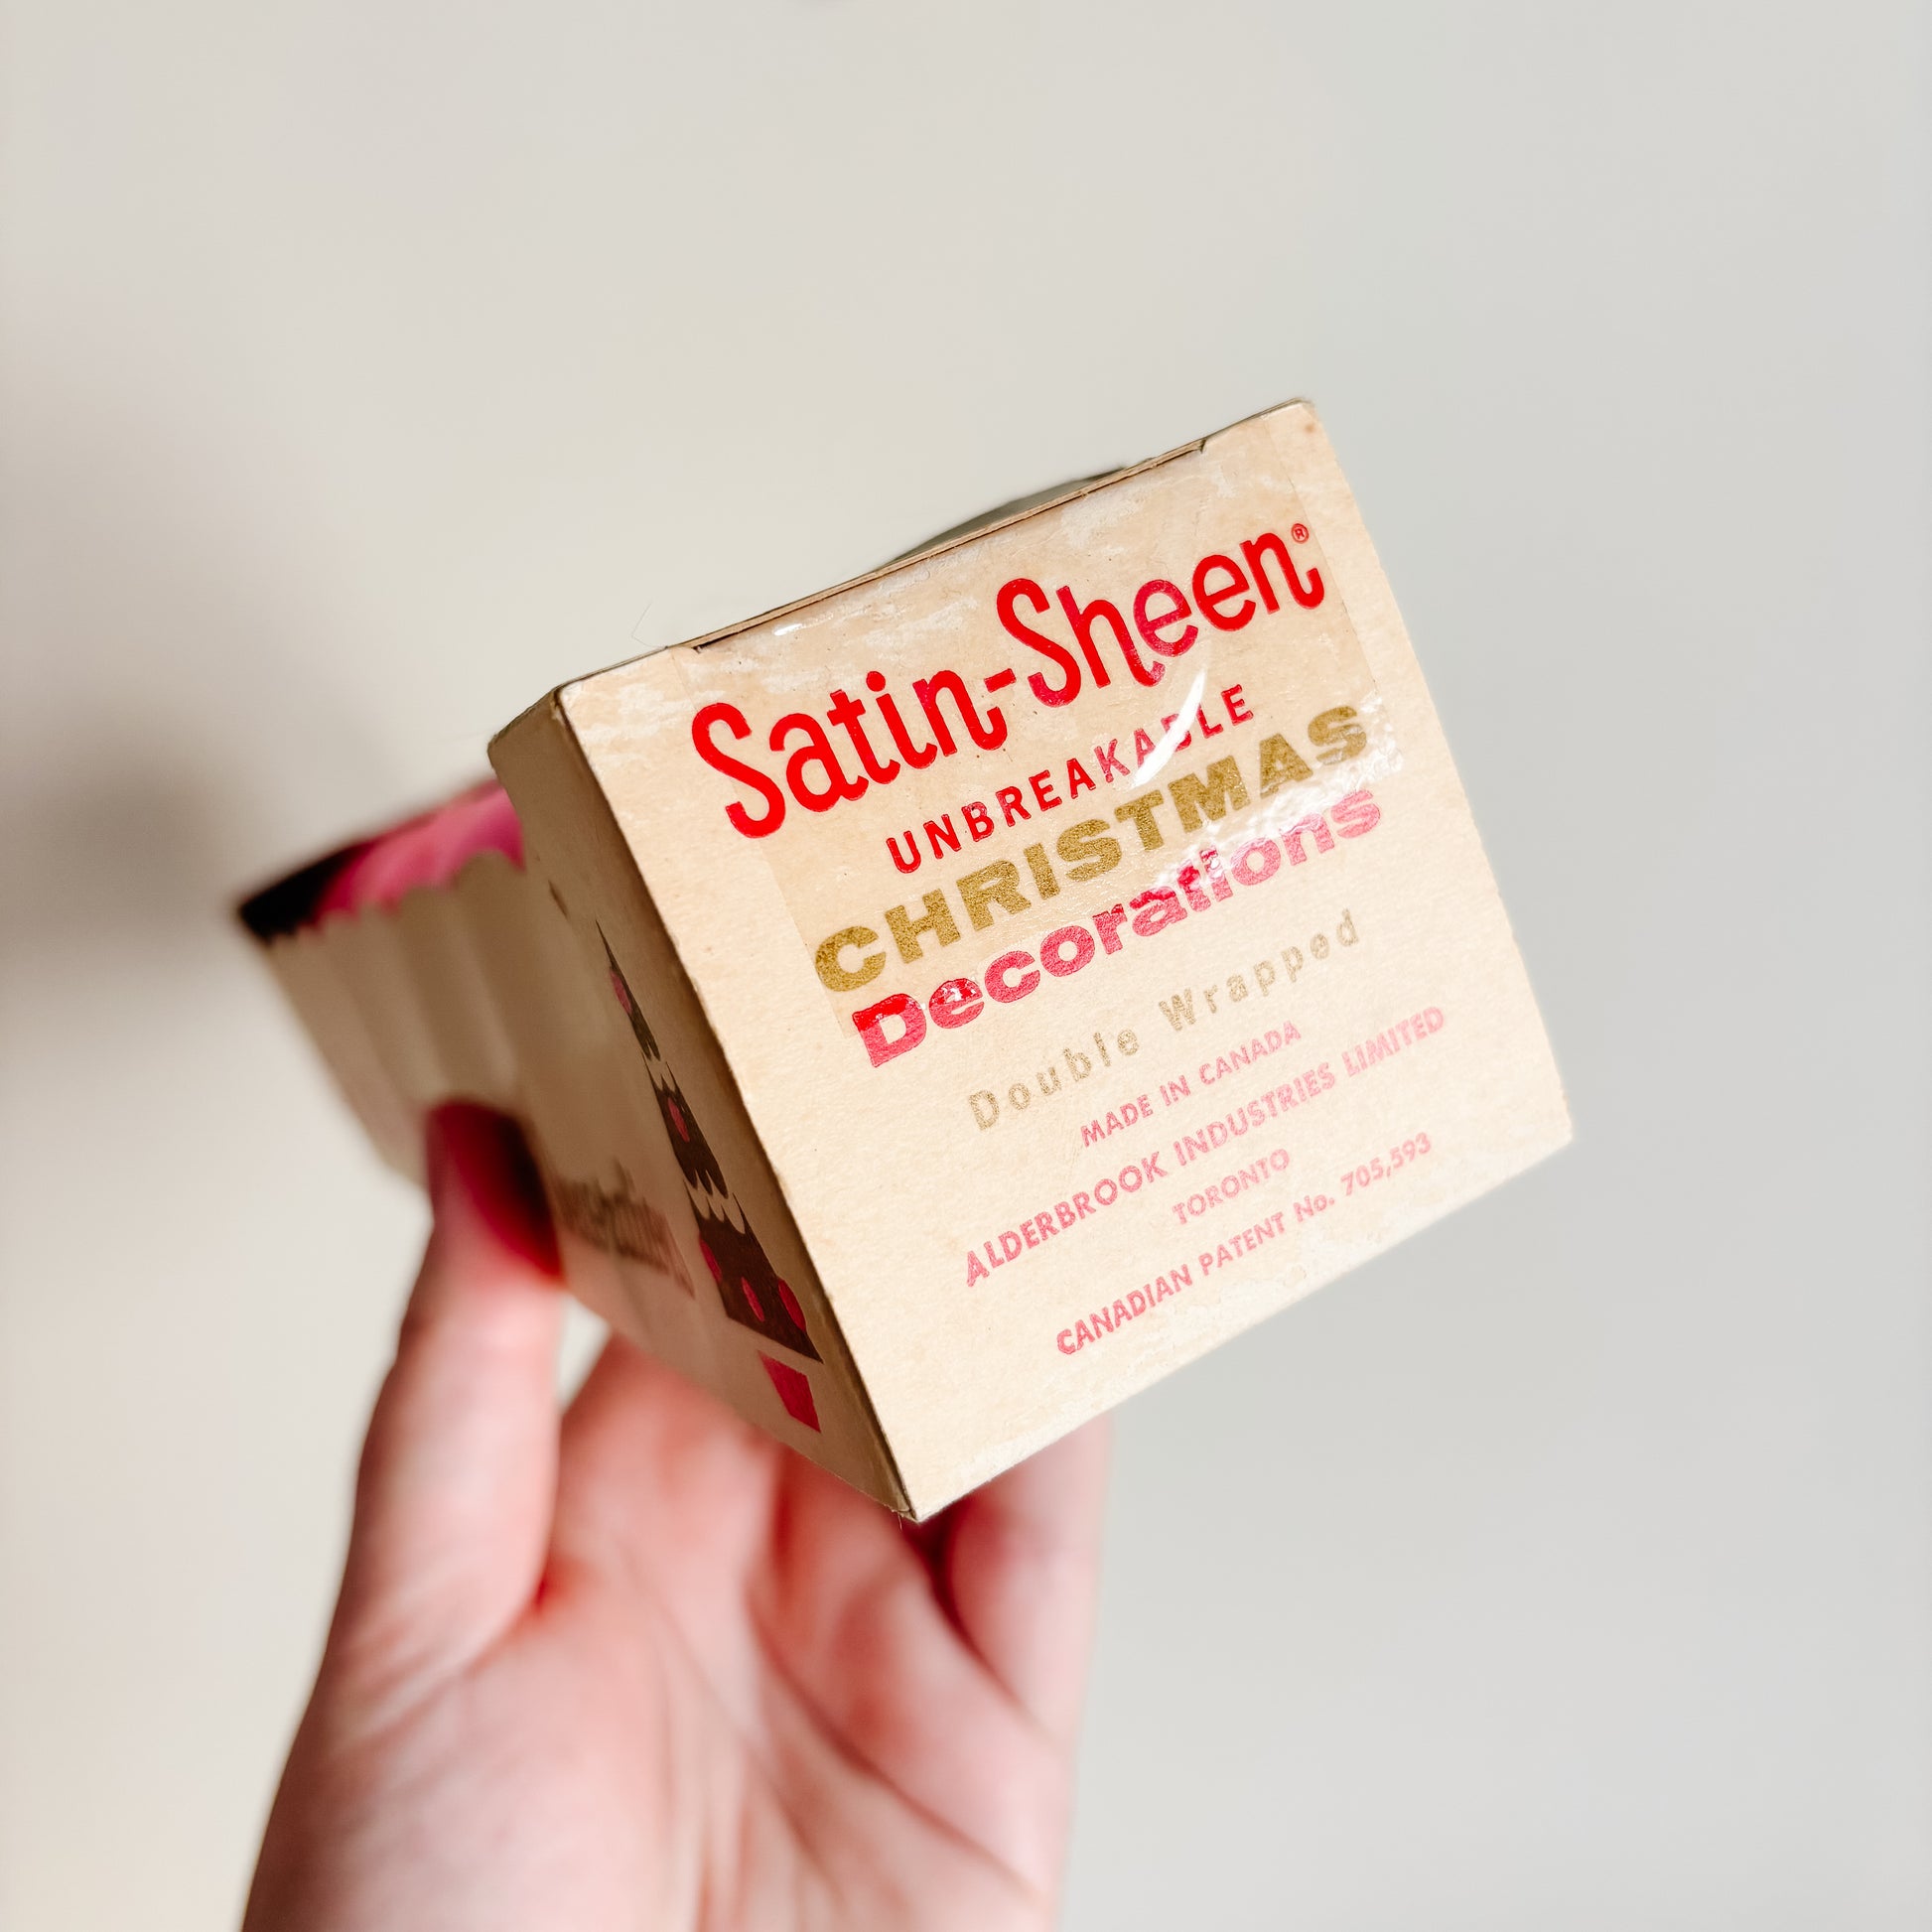 Satin-Sheen®
UNBREAKABLE
CHRISTMAS
Decorations
Double Wrapped
MADE IN CANADA
ALDERBROOK INDUSTRIES LIMITED
TORONTO
CANADIAN PATENT No. 705,593